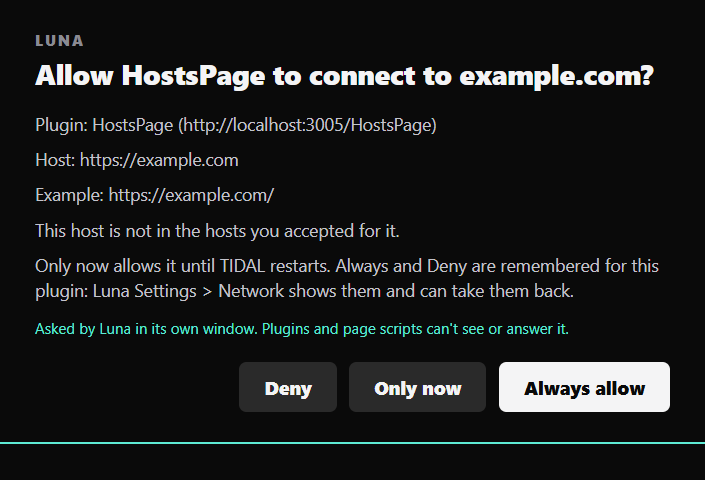 LUNA
Allow HostsPage to connect to example.com?
Plugin: HostsPage (http://localhost:3005/HostsPage)
Host: https://example.com
Example: https://example.com/
This host is not in the hosts you accepted for it.
Only now allows it until TIDAL restarts. Always and Deny are remembered for this
plugin: Luna Settings > Network shows them and can take them back.
Asked by Luna in its own window. Plugins and page scripts can't see or answer it.
Deny
Only now
Always allow